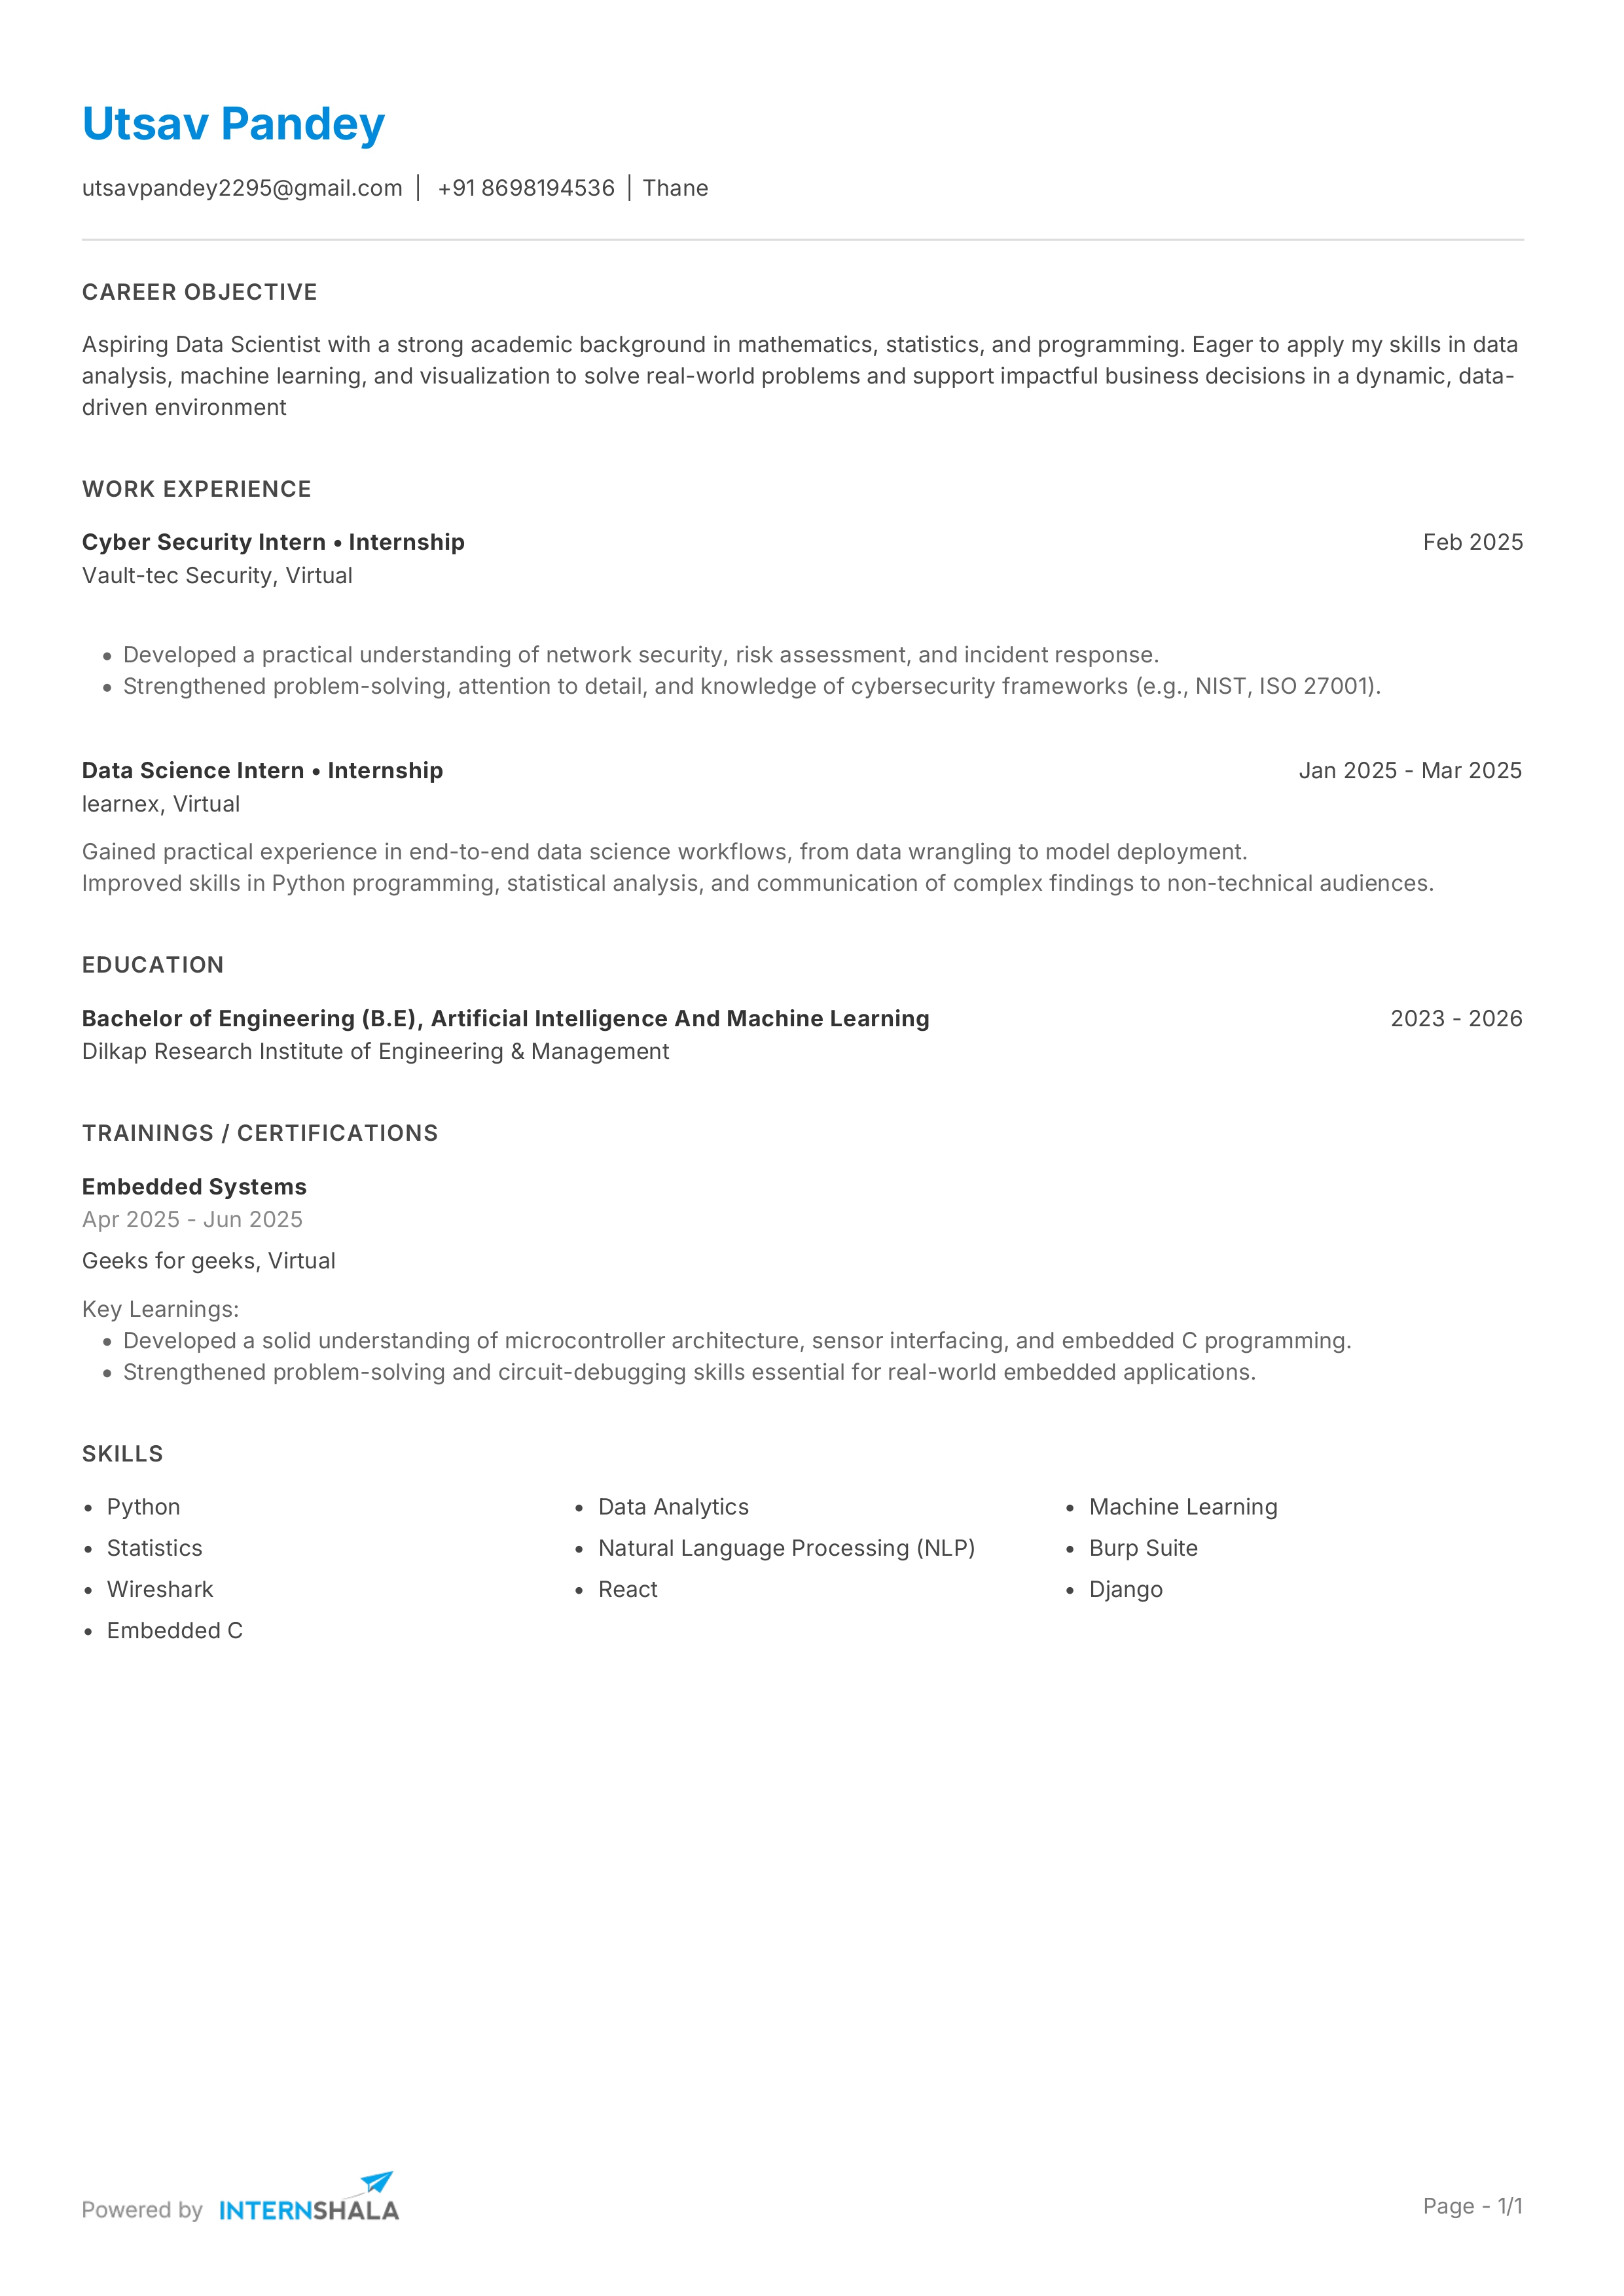 Utsav Pandey
utsavpandey2295@gmail.com | +91 8698194536 | Thane
CAREER OBJECTIVE
Aspiring Data Scientist with a strong academic background in mathematics, statistics, and programming. Eager to apply my skills in data
analysis, machine learning, and visualization to solve real-world problems and support impactful business decisions in a dynamic, data-
driven environment
WORK EXPERIENCE
Cyber Security Intern • Internship Feb 2025
Vault-tec Security, Virtual
• Developed a practical understanding of network security, risk assessment, and incident response.
• Strengthened problem-solving, attention to detail, and knowledge of cybersecurity frameworks (e.g., NIST, ISO 27001).
Data Science Intern • Internship Jan 2025 - Mar 2025
learnex, Virtual
Gained practical experience in end-to-end data science workflows, from data wrangling to model deployment.
Improved skills in Python programming, statistical analysis, and communication of complex findings to non-technical audiences.
EDUCATION
Bachelor of Engineering (B.E), Artificial Intelligence And Machine Learning 2023 - 2026
Dilkap Research Institute of Engineering & Management
TRAININGS / CERTIFICATIONS
Embedded Systems
Apr 2025 - Jun 2025
Geeks for geeks, Virtual
Key Learnings:
• Developed a solid understanding of microcontroller architecture, sensor interfacing, and embedded C programming.
• Strengthened problem-solving and circuit-debugging skills essential for real-world embedded applications.
SKILLS
• Python • Data Analytics • Machine Learning
• Statistics • Natural Language Processing (NLP) • Burp Suite
• Wireshark • React • Django
• Embedded C
Powered by INTERNSHALA Page - 1/1